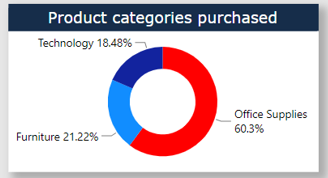 Product categories purchased
Technology 18.48%
Office Supplies
60.3%
Furniture 21.22%